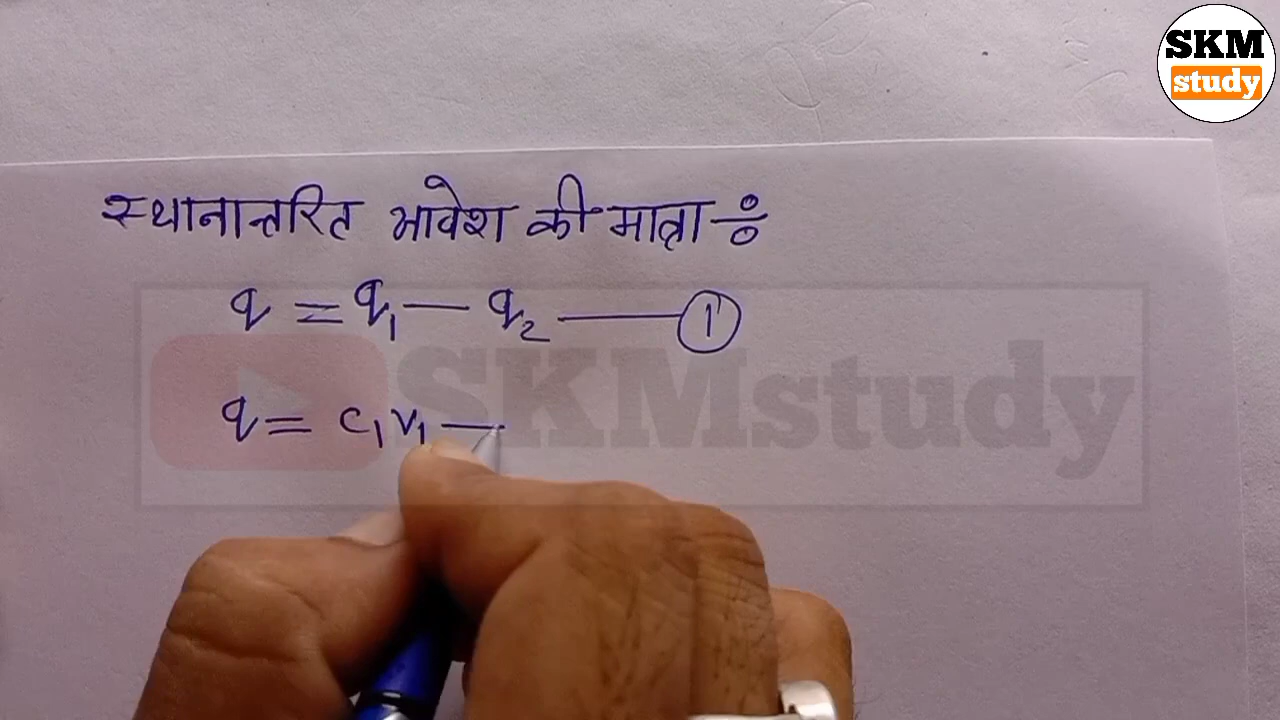 SKM
study
स्थानान्तरित आवेश की मात्रा ÷
q = q₁ — q₂ —— ①
SKMstudy
q = C₁V₁ —